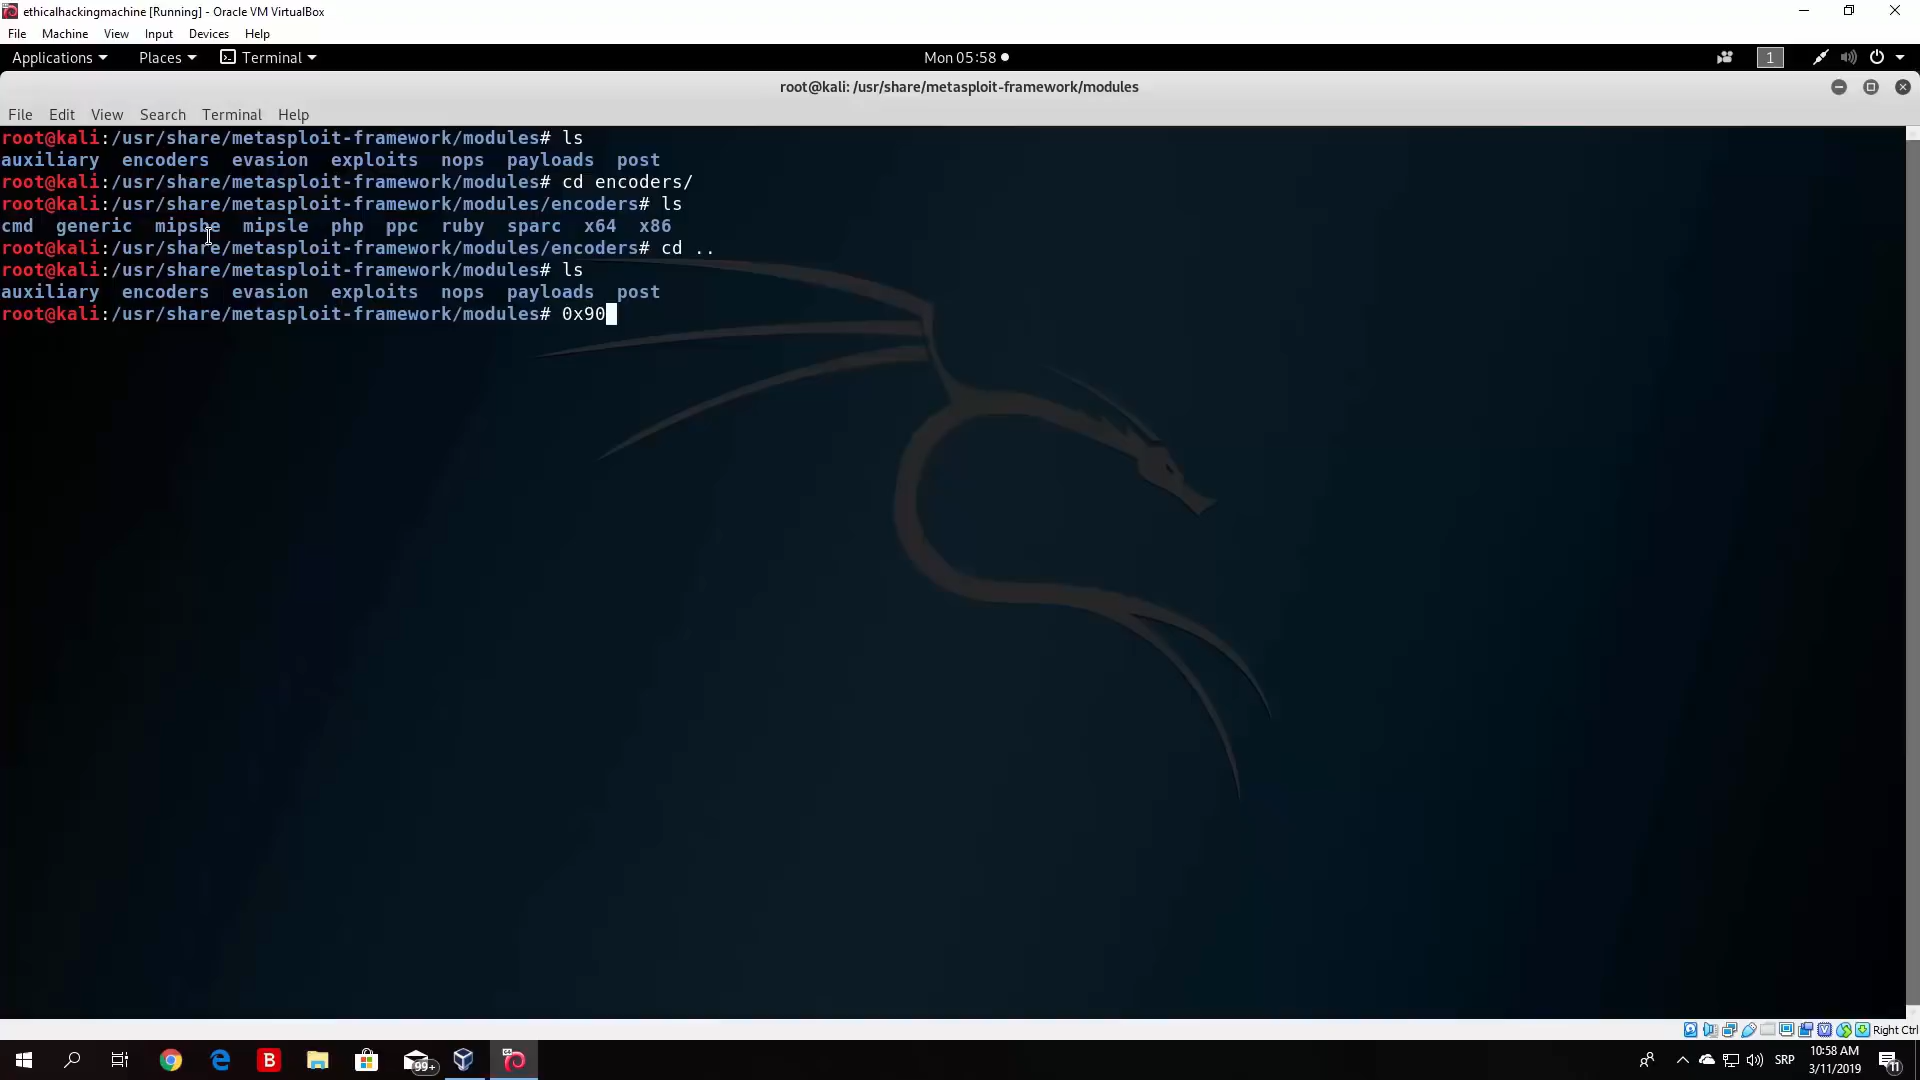 ethicalhackingmachine [Running] - Oracle VM VirtualBox
File Machine View Input Devices Help
Applications Places Terminal Mon 05:58 1
root@kali: /usr/share/metasploit-framework/modules
File Edit View Search Terminal Help
root@kali:/usr/share/metasploit-framework/modules# ls
auxiliary encoders evasion exploits nops payloads post
root@kali:/usr/share/metasploit-framework/modules# cd encoders/
root@kali:/usr/share/metasploit-framework/modules/encoders# ls
cmd generic mipsbe mipsle php ppc ruby sparc x64 x86
root@kali:/usr/share/metasploit-framework/modules/encoders# cd ..
root@kali:/usr/share/metasploit-framework/modules# ls
auxiliary encoders evasion exploits nops payloads post
root@kali:/usr/share/metasploit-framework/modules# 0x90
Right Ctrl
B 99+ SRP 10:58 AM
3/11/2019 11